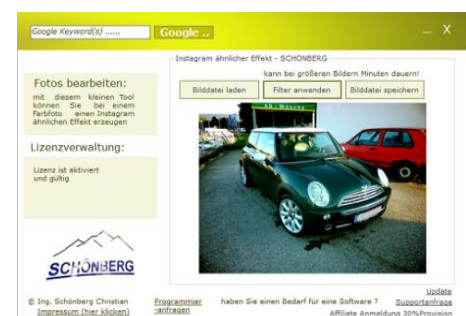 Google Keyword(s) ......
Google ..
_ X
Instagram ähnlicher Effekt - SCHÖNBERG
kann bei größeren Bildern Minuten dauern!
Bilddatei laden
Filter anwenden
Bilddatei speichern
Fotos bearbeiten:
mit diesem kleinen Tool
können Sie bei einem
Farbfoto einen Instagram
ähnlichen Effekt erzeugen
Lizenzverwaltung:
Lizenz ist aktiviert
und gültig
SCHÖNBERG
© Ing. Schönberg Christian
Impressum (hier klicken)
Programmier
-anfragen
haben Sie einen Bedarf für eine Software ?
Update
Supportanfrage
Affiliate Anmeldung 30%Provision